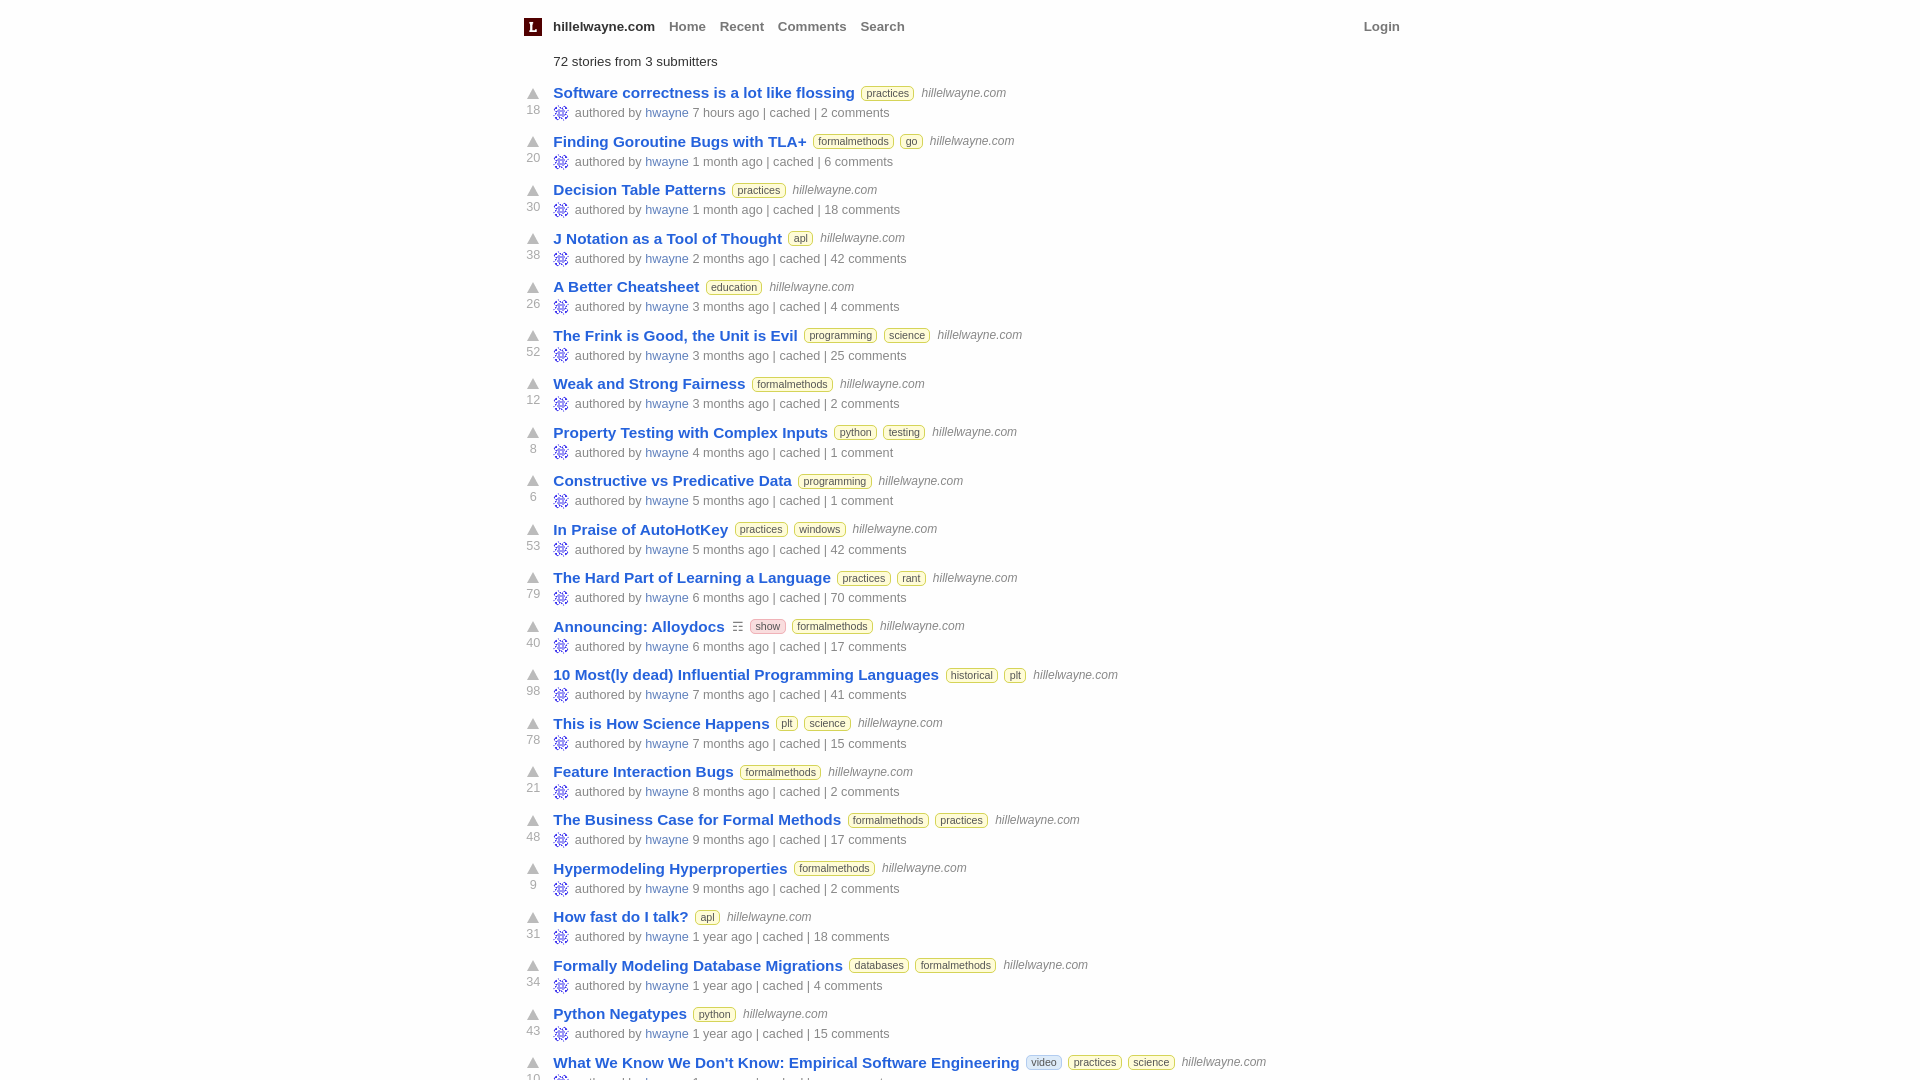 L hillelwayne.com Home Recent Comments Search Login
72 stories from 3 submitters
Software correctness is a lot like flossing practices hillelwayne.com
18 authored by hwayne 7 hours ago | cached | 2 comments
Finding Goroutine Bugs with TLA+ formalmethods go hillelwayne.com
20 authored by hwayne 1 month ago | cached | 6 comments
Decision Table Patterns practices hillelwayne.com
30 authored by hwayne 1 month ago | cached | 18 comments
J Notation as a Tool of Thought apl hillelwayne.com
38 authored by hwayne 2 months ago | cached | 42 comments
A Better Cheatsheet education hillelwayne.com
26 authored by hwayne 3 months ago | cached | 4 comments
The Frink is Good, the Unit is Evil programming science hillelwayne.com
52 authored by hwayne 3 months ago | cached | 25 comments
Weak and Strong Fairness formalmethods hillelwayne.com
12 authored by hwayne 3 months ago | cached | 2 comments
Property Testing with Complex Inputs python testing hillelwayne.com
8 authored by hwayne 4 months ago | cached | 1 comment
Constructive vs Predicative Data programming hillelwayne.com
6 authored by hwayne 5 months ago | cached | 1 comment
In Praise of AutoHotKey practices windows hillelwayne.com
53 authored by hwayne 5 months ago | cached | 42 comments
The Hard Part of Learning a Language practices rant hillelwayne.com
79 authored by hwayne 6 months ago | cached | 70 comments
Announcing: Alloydocs ☶ show formalmethods hillelwayne.com
40 authored by hwayne 6 months ago | cached | 17 comments
10 Most(ly dead) Influential Programming Languages historical plt hillelwayne.com
98 authored by hwayne 7 months ago | cached | 41 comments
This is How Science Happens plt science hillelwayne.com
78 authored by hwayne 7 months ago | cached | 15 comments
Feature Interaction Bugs formalmethods hillelwayne.com
21 authored by hwayne 8 months ago | cached | 2 comments
The Business Case for Formal Methods formalmethods practices hillelwayne.com
48 authored by hwayne 9 months ago | cached | 17 comments
Hypermodeling Hyperproperties formalmethods hillelwayne.com
9 authored by hwayne 9 months ago | cached | 2 comments
How fast do I talk? apl hillelwayne.com
31 authored by hwayne 1 year ago | cached | 18 comments
Formally Modeling Database Migrations databases formalmethods hillelwayne.com
34 authored by hwayne 1 year ago | cached | 4 comments
Python Negatypes python hillelwayne.com
43 authored by hwayne 1 year ago | cached | 15 comments
What We Know We Don't Know: Empirical Software Engineering video practices science hillelwayne.com
10